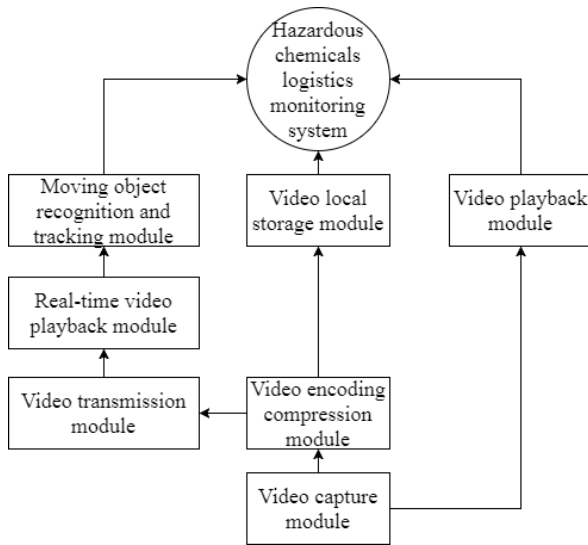 Hazardous
chemicals
logistics
monitoring
system
Moving object
recognition and
tracking module
Video local
storage module
Video playback
module
Real-time video
playback module
Video transmission
module
Video encoding
compression
module
Video capture
module